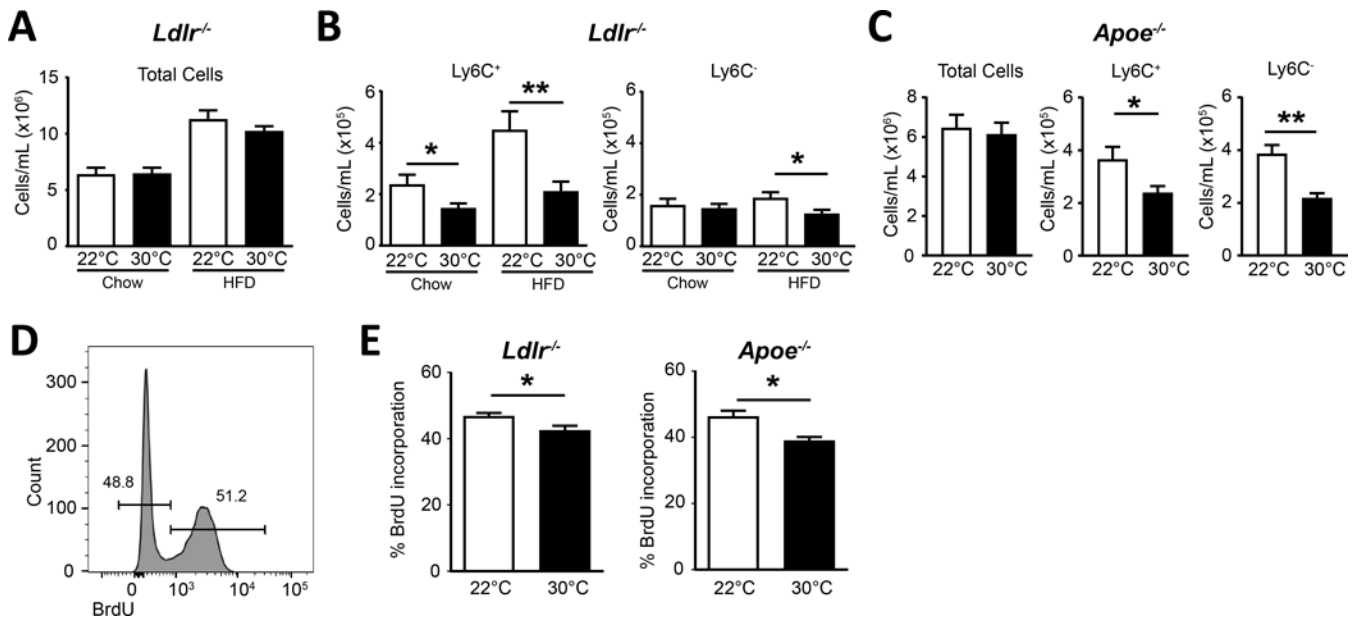 A
Ldlr-/-
Total Cells
Cells/mL (x10⁶)
15
10
5
0
22°C 30°C 22°C 30°C
Chow HFD
B
Ldlr-/-
Ly6C+
Cells/mL (x10⁵)
6
4
2
0
*
**
22°C 30°C 22°C 30°C
Chow HFD
Ly6C-
Cells/mL (x10⁵)
6
4
2
0
*
22°C 30°C 22°C 30°C
Chow HFD
C
Apoe-/-
Total Cells
Cells/mL (x10⁶)
8
6
4
2
0
22°C 30°C
Ly6C+
Cells/mL (x10⁵)
6
4
2
0
*
22°C 30°C
Ly6C-
Cells/mL (x10⁵)
6
4
2
0
**
22°C 30°C
D
Count
300
200
100
0
48.8
51.2
0 10³ 10⁴ 10⁵
BrdU
E
Ldlr-/-
% BrdU incorporation
60
40
20
0
*
22°C 30°C
Apoe-/-
% BrdU incorporation
60
40
20
0
*
22°C 30°C